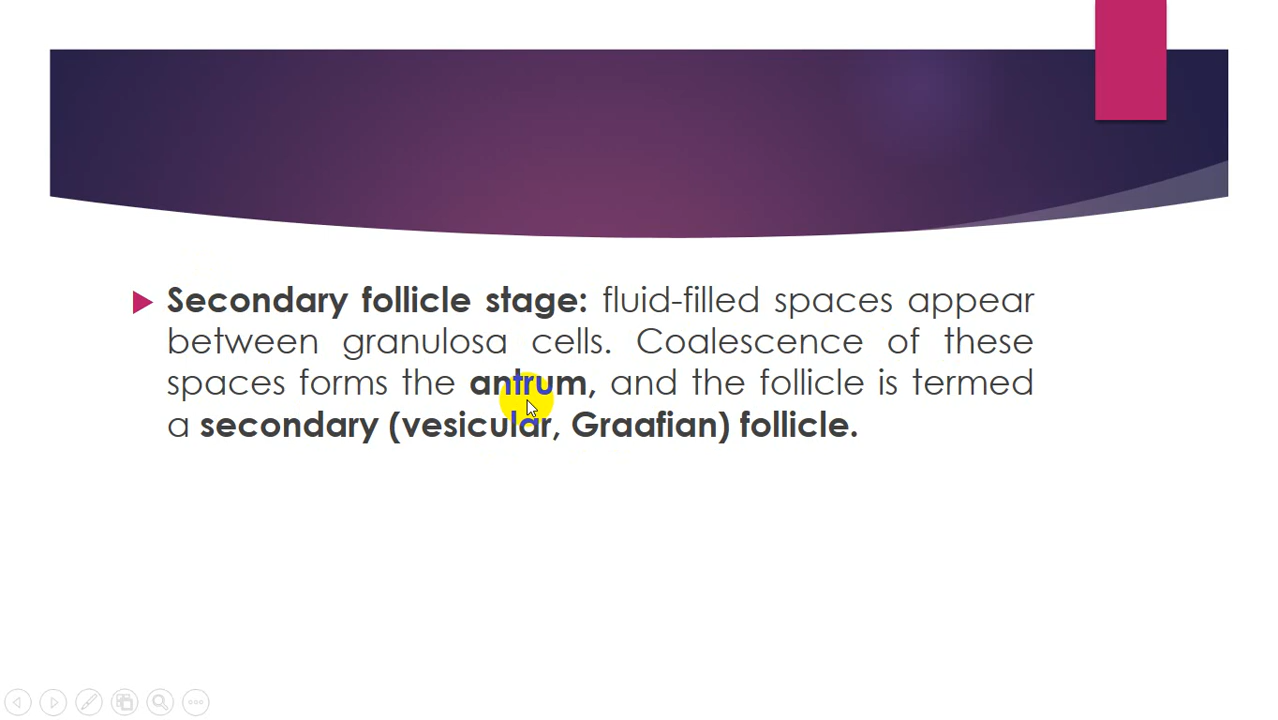 Secondary follicle stage: fluid-filled spaces appear
between granulosa cells. Coalescence of these
spaces forms the antrum, and the follicle is termed
a secondary (vesicular, Graafian) follicle.